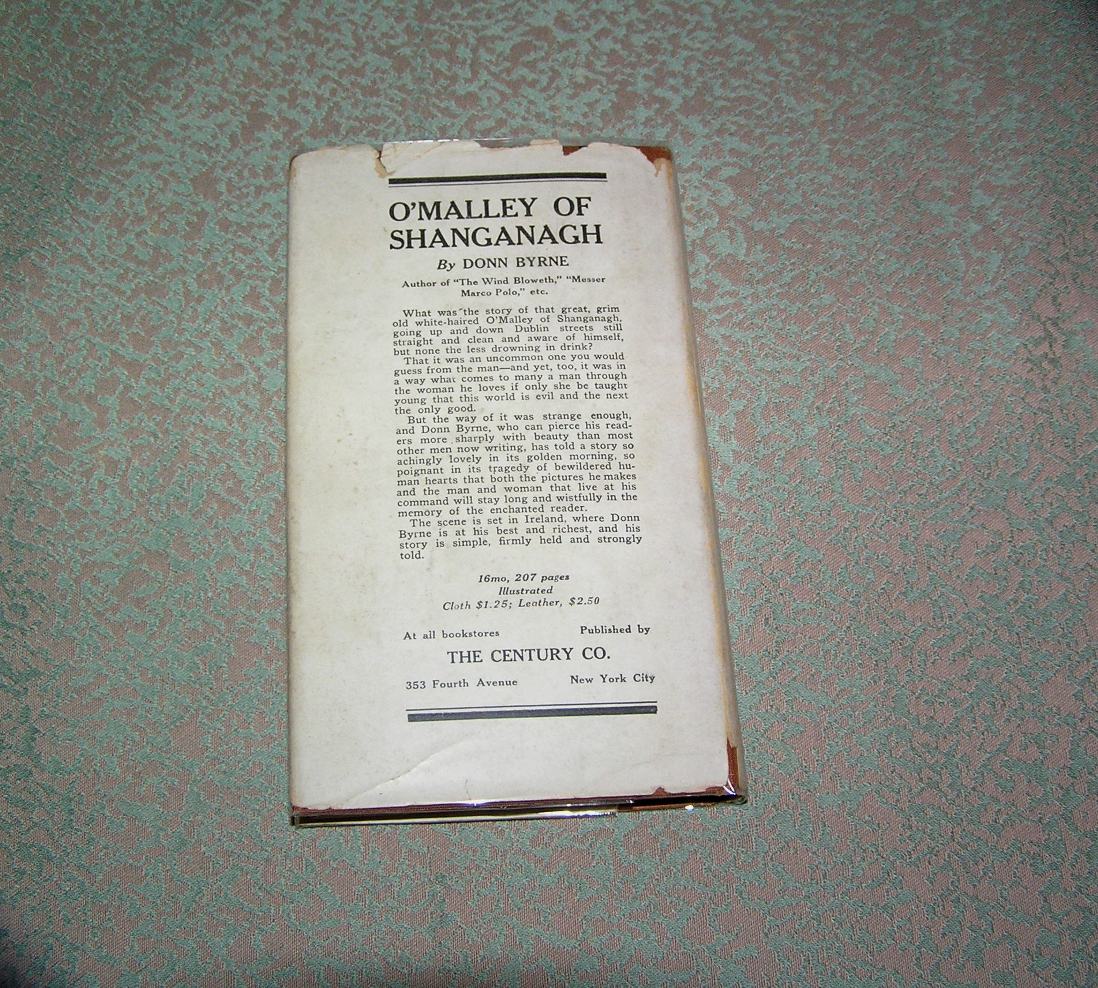 O'MALLEY OF
SHANGANAGH
By DONN BYRNE
Author of "The Wind Bloweth," "Messer
Marco Polo," etc.
What was the story of that great, grim
old white-haired O'Malley of Shanganagh,
going up and down Dublin streets still
straight and clean and aware of himself,
but none the less drowning in drink?
That it was an uncommon one you would
guess from the man—and yet, too, it was in
a way what comes to many a man through
the woman he loves if only she be taught
young that this world is evil and the next
the only good.
But the way of it was strange enough,
and Donn Byrne, who can pierce his read-
ers more sharply with beauty than most
other men now writing, has told a story so
achingly lovely in its golden morning, so
poignant in its tragedy of bewildered hu-
man hearts that both the pictures he makes
and the man and woman that live at his
command will stay long and wistfully in the
memory of the enchanted reader.
The scene is set in Ireland, where Donn
Byrne is at his best and richest, and his
story is simple, firmly held and strongly
told.
16mo, 207 pages
Illustrated
Cloth $1.25; Leather, $2.50
At all bookstores Published by
THE CENTURY CO.
353 Fourth Avenue New York City